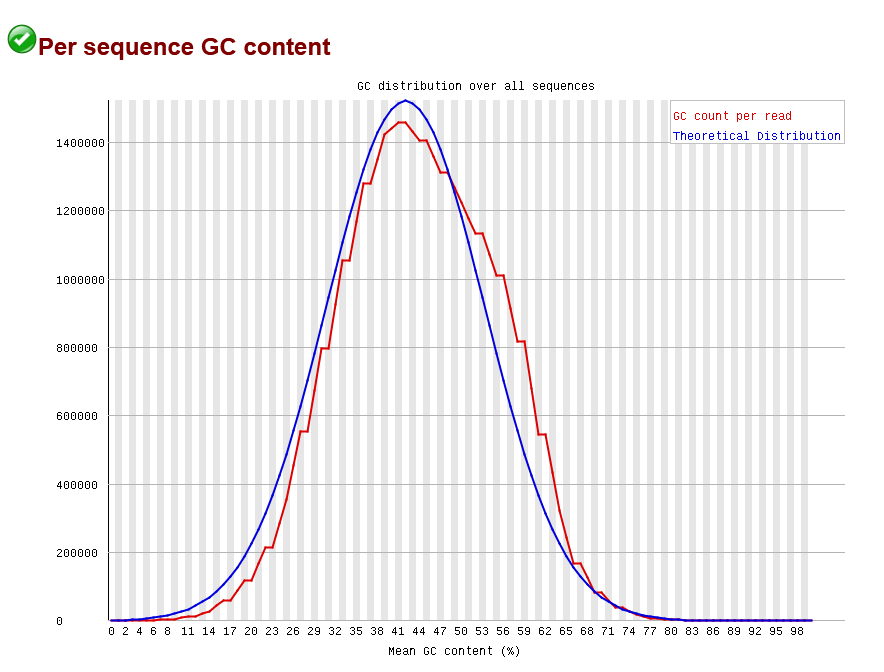 Per sequence GC content
GC distribution over all sequences
GC count per read
Theoretical Distribution
1400000
1200000
1000000
800000
600000
400000
200000
0
0 2 4 6 8 11 14 17 20 23 26 29 32 35 38 41 44 47 50 53 56 59 62 65 68 71 74 77 80 83 86 89 92 95 98
Mean GC content (%)